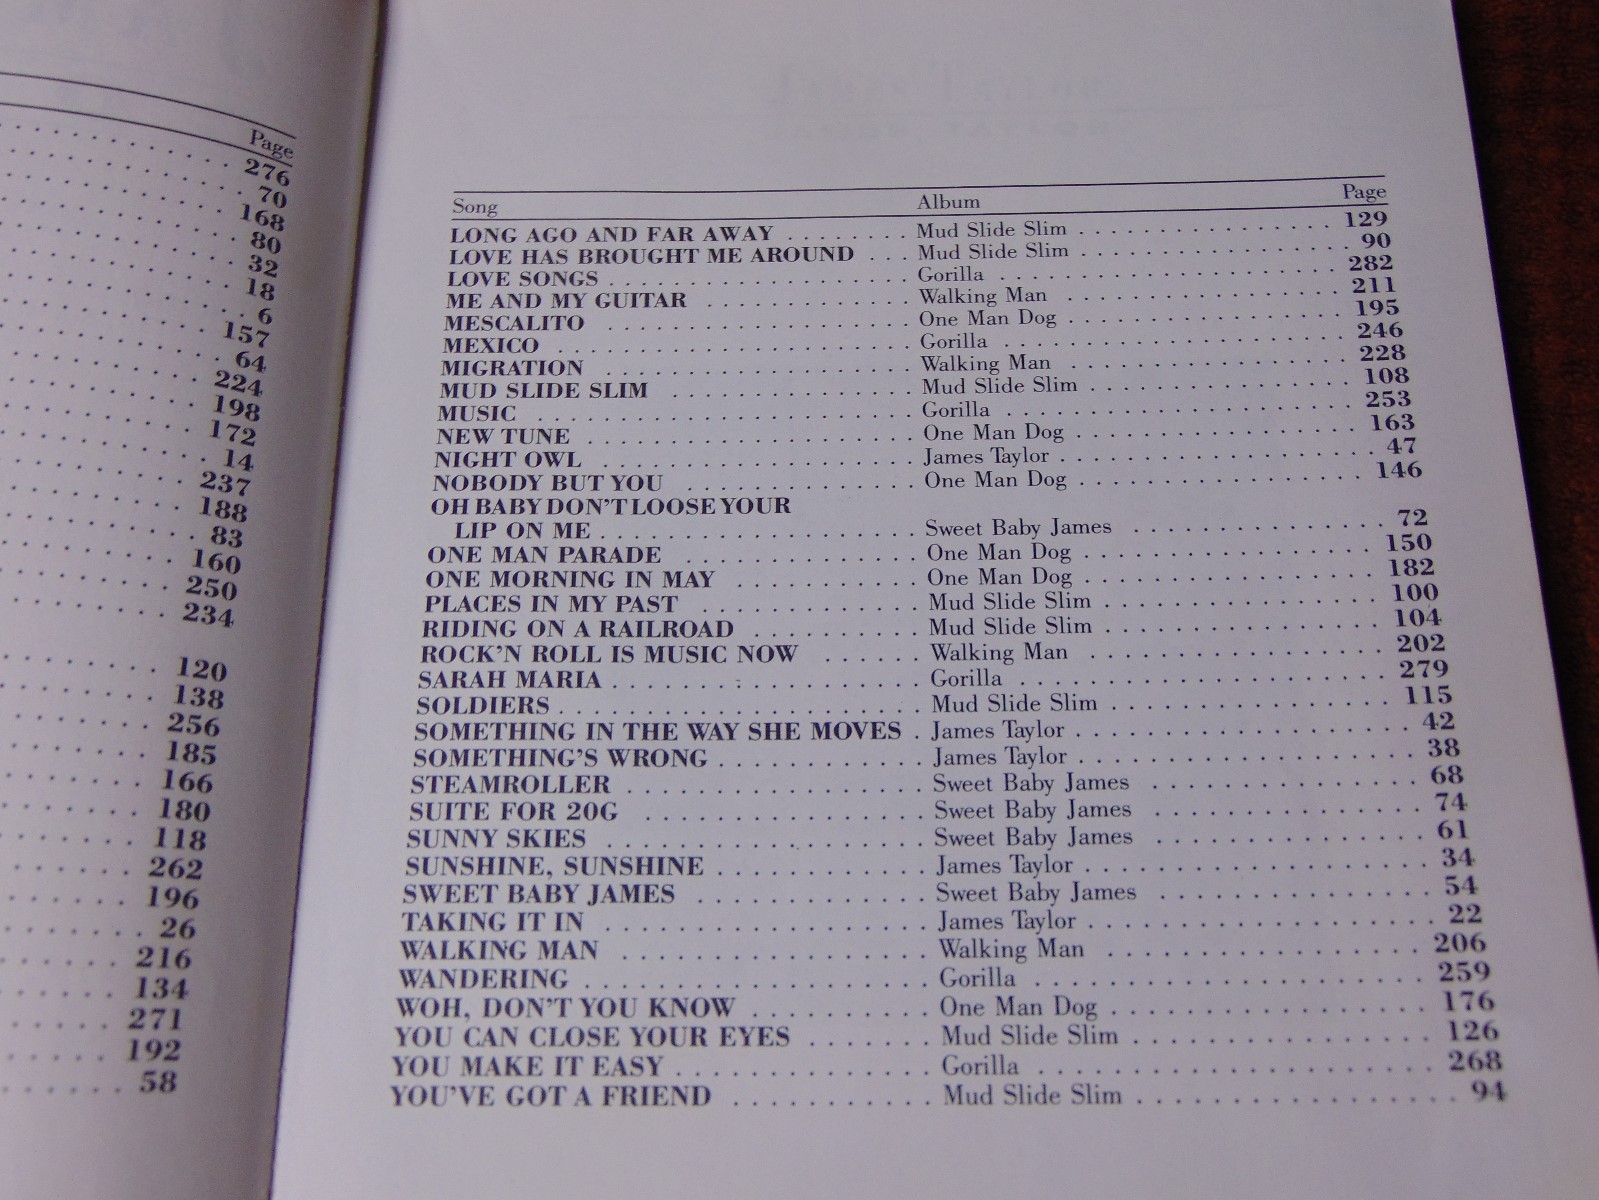 Page
276
70
168
80
32
18
6
157
64
224
198
172
14
237
188
83
160
250
234
120
138
256
185
166
180
118
262
196
26
216
134
271
192
58
Song Album Page
LONG AGO AND FAR AWAY ........ Mud Slide Slim ................ 129
LOVE HAS BROUGHT ME AROUND ... Mud Slide Slim ................ 90
LOVE SONGS .................... Gorilla .................... 282
ME AND MY GUITAR ............. Walking Man ................. 211
MESCALITO .................... One Man Dog ................. 195
MEXICO ....................... Gorilla .................... 246
MIGRATION .................... Walking Man ................. 228
MUD SLIDE SLIM ............... Mud Slide Slim ............... 108
MUSIC ........................ Gorilla .................... 253
NEW TUNE ..................... One Man Dog ................. 163
NIGHT OWL .................... James Taylor ................. 47
NOBODY BUT YOU ............... One Man Dog ................. 146
OH BABY DON'T LOOSE YOUR
LIP ON ME .................... Sweet Baby James ............. 72
ONE MAN PARADE ............... One Man Dog ................. 150
ONE MORNING IN MAY ........... One Man Dog ................. 182
PLACES IN MY PAST ............. Mud Slide Slim ............... 100
RIDING ON A RAILROAD .......... Mud Slide Slim ............... 104
ROCK'N ROLL IS MUSIC NOW ...... Walking Man ................. 202
SARAH MARIA ................... Gorilla .................... 279
SOLDIERS ...................... Mud Slide Slim ............... 115
SOMETHING IN THE WAY SHE MOVES . James Taylor ................. 42
SOMETHING'S WRONG ............. James Taylor ................. 38
STEAMROLLER ................... Sweet Baby James ............. 68
SUITE FOR 20G ................. Sweet Baby James ............. 74
SUNNY SKIES ................... Sweet Baby James ............. 61
SUNSHINE, SUNSHINE ............ James Taylor ................. 34
SWEET BABY JAMES .............. Sweet Baby James ............. 54
TAKING IT IN .................. James Taylor ................. 22
WALKING MAN ................... Walking Man ................. 206
WANDERING ..................... Gorilla .................... 259
WOH, DON'T YOU KNOW ........... One Man Dog ................. 176
YOU CAN CLOSE YOUR EYES ....... Mud Slide Slim ............... 126
YOU MAKE IT EASY .............. Gorilla .................... 268
YOU'VE GOT A FRIEND ........... Mud Slide Slim ............... 94